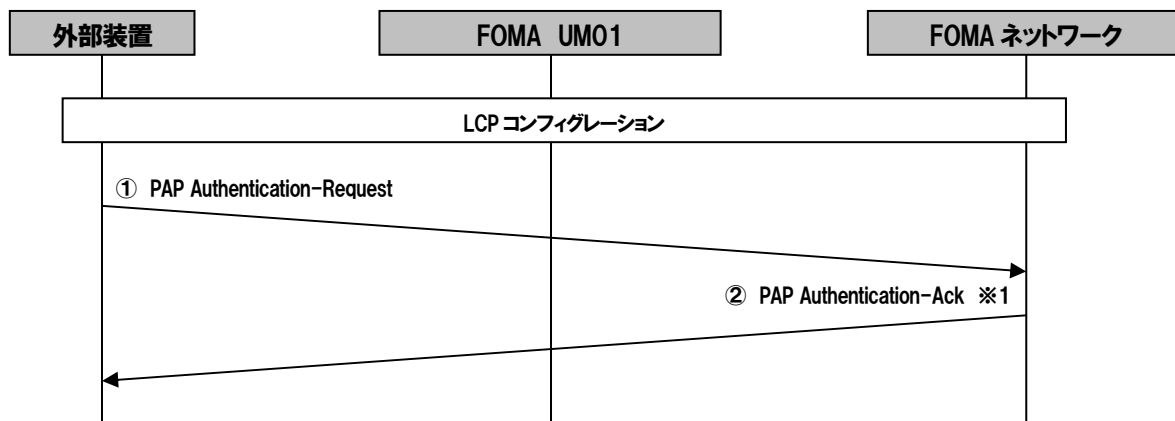 外部装置
FOMA UM01
FOMA ネットワーク
LCP コンフィグレーション
① PAP Authentication-Request
② PAP Authentication-Ack ※1